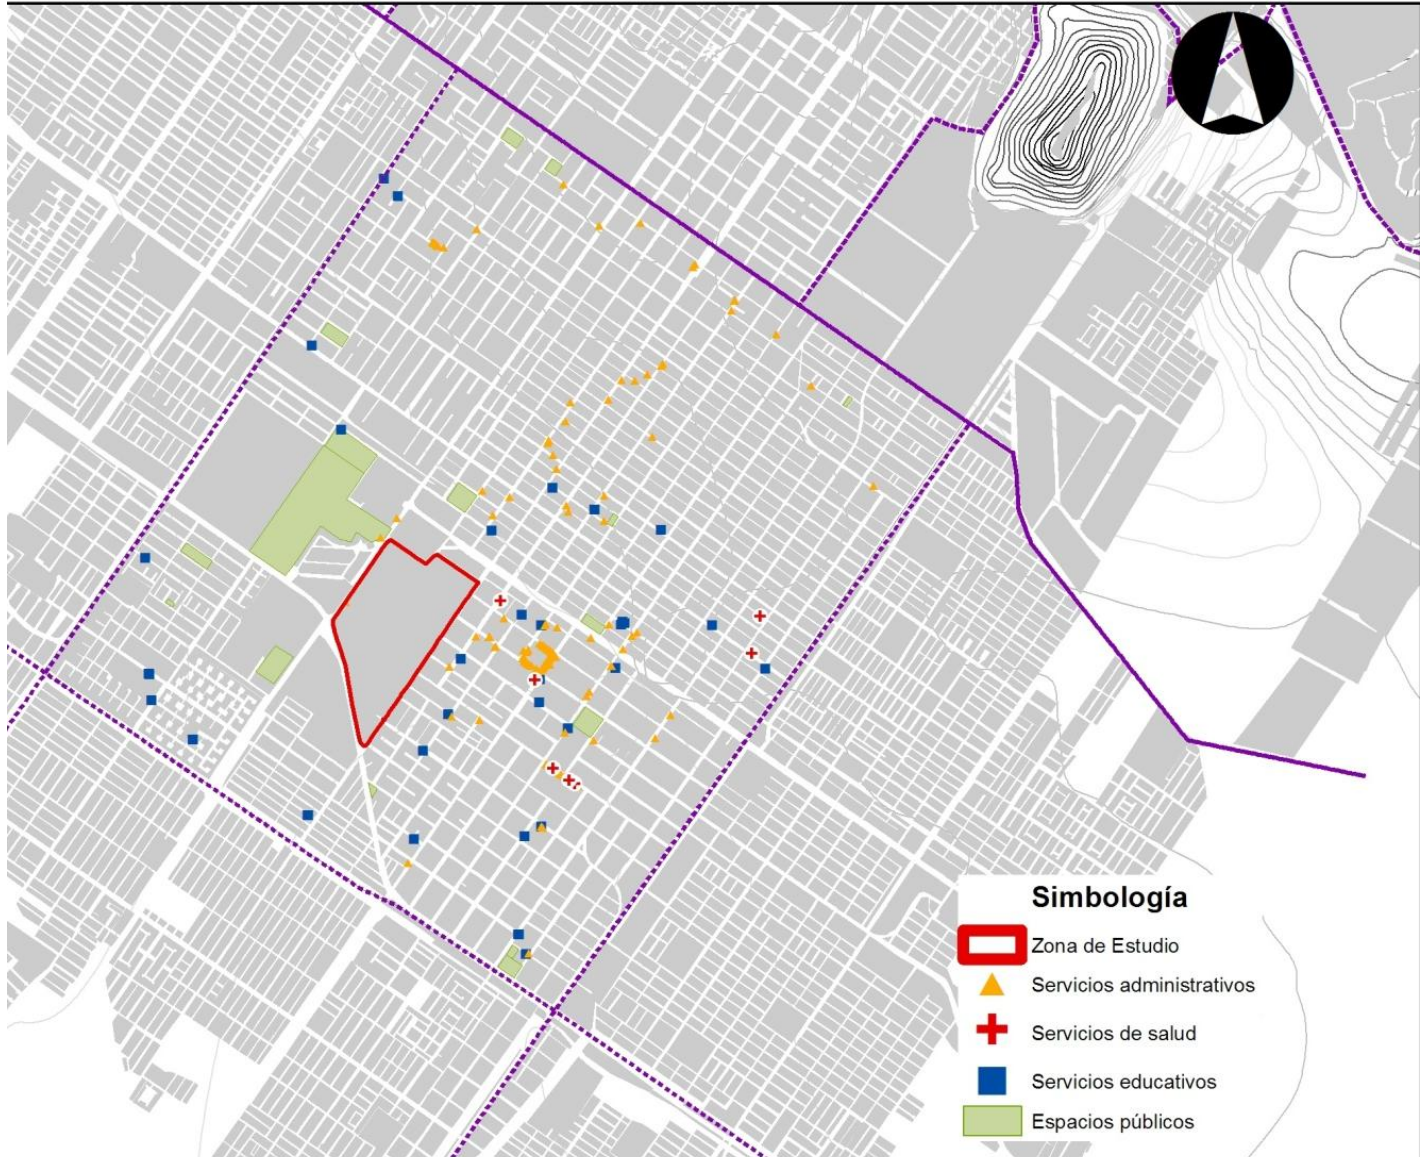 Simbología
Zona de Estudio
Servicios administrativos
Servicios de salud
Servicios educativos
Espacios públicos